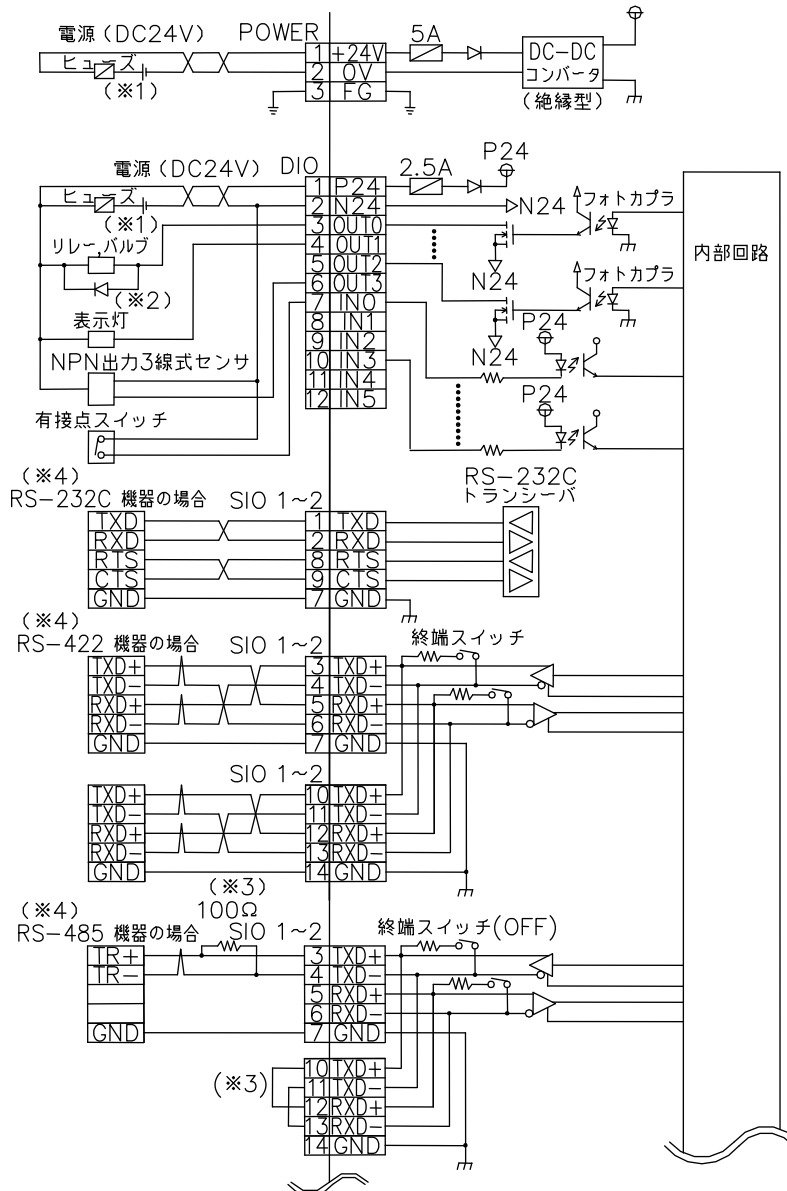 電源(DC24V) POWER
ヒューズ
(※1)
1 +24V
2 0V
3 FG
5A
DC-DC
コンバータ
(絶縁型)
電源(DC24V) DIO
ヒューズ
(※1)
リレー,バルブ
(※2)
表示灯
NPN出力3線式センサ
有接点スイッチ
1 P24
2 N24
3 OUT0
4 OUT1
5 OUT2
6 OUT3
7 IN0
8 IN1
9 IN2
10 IN3
11 IN4
12 IN5
2.5A
P24
N24
フォトカプラ
N24
フォトカプラ
P24
N24
P24
内部回路
(※4)
RS-232C 機器の場合 SIO 1~2
TXD
RXD
RTS
CTS
GND
1 TXD
2 RXD
8 RTS
9 CTS
7 GND
RS-232C
トランシーバ
(※4)
RS-422 機器の場合 SIO 1~2
TXD+
TXD-
RXD+
RXD-
GND
3 TXD+
4 TXD-
5 RXD+
6 RXD-
7 GND
終端スイッチ
SIO 1~2
TXD+
TXD-
RXD+
RXD-
GND
10 TXD+
11 TXD-
12 RXD+
13 RXD-
14 GND
(※3)
100Ω
(※4)
RS-485 機器の場合 SIO 1~2
TR+
TR-
GND
3 TXD+
4 TXD-
5 RXD+
6 RXD-
7 GND
終端スイッチ(OFF)
(※3)
10 TXD+
11 TXD-
12 RXD+
13 RXD-
14 GND